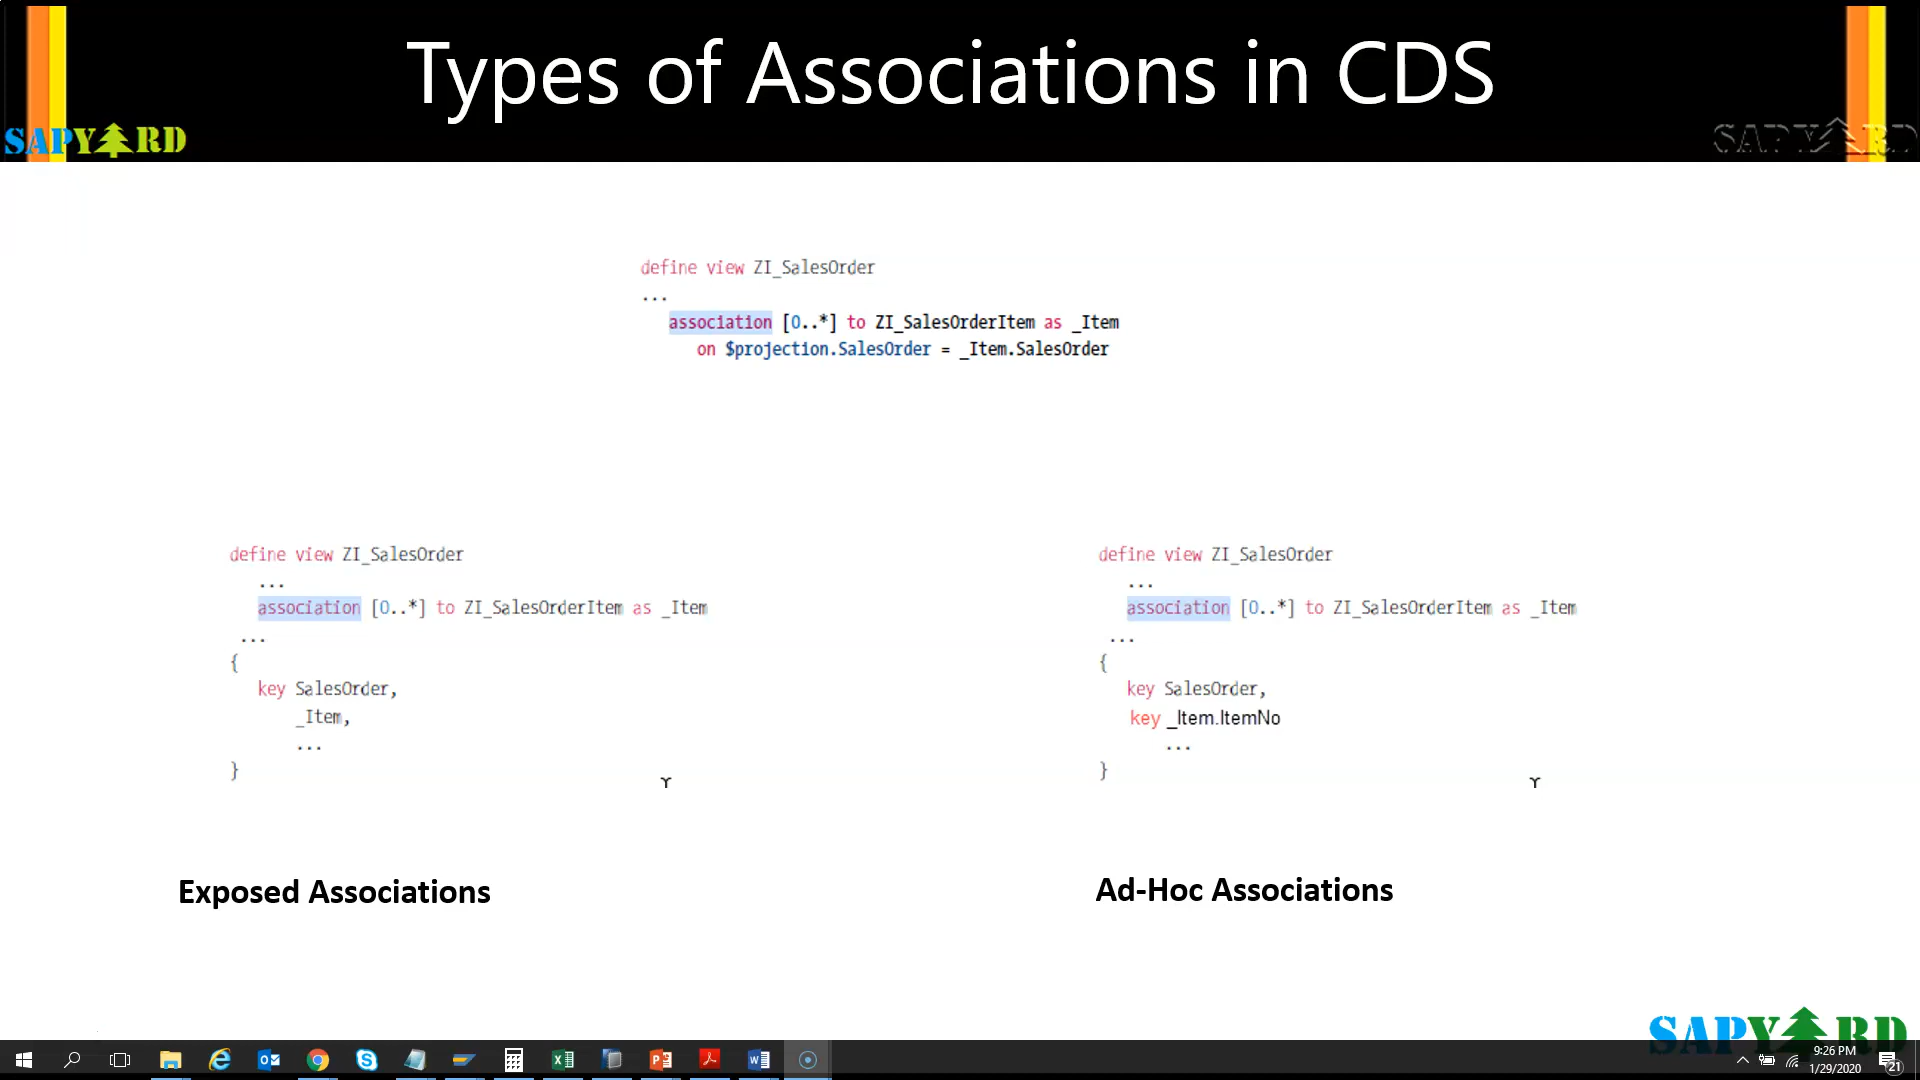 Types of Associations in CDS
SAPYARD
SAPYARD
define view ZI_SalesOrder
...
association [0..*] to ZI_SalesOrderItem as _Item
on $projection.SalesOrder = _Item.SalesOrder
define view ZI_SalesOrder
...
association [0..*] to ZI_SalesOrderItem as _Item
...
{
key SalesOrder,
_Item,
...
}
Exposed Associations
define view ZI_SalesOrder
...
association [0..*] to ZI_SalesOrderItem as _Item
...
{
key SalesOrder,
key _Item.ItemNo
...
}
Ad-Hoc Associations
SAPYARD
9:26 PM
1/29/2020
21